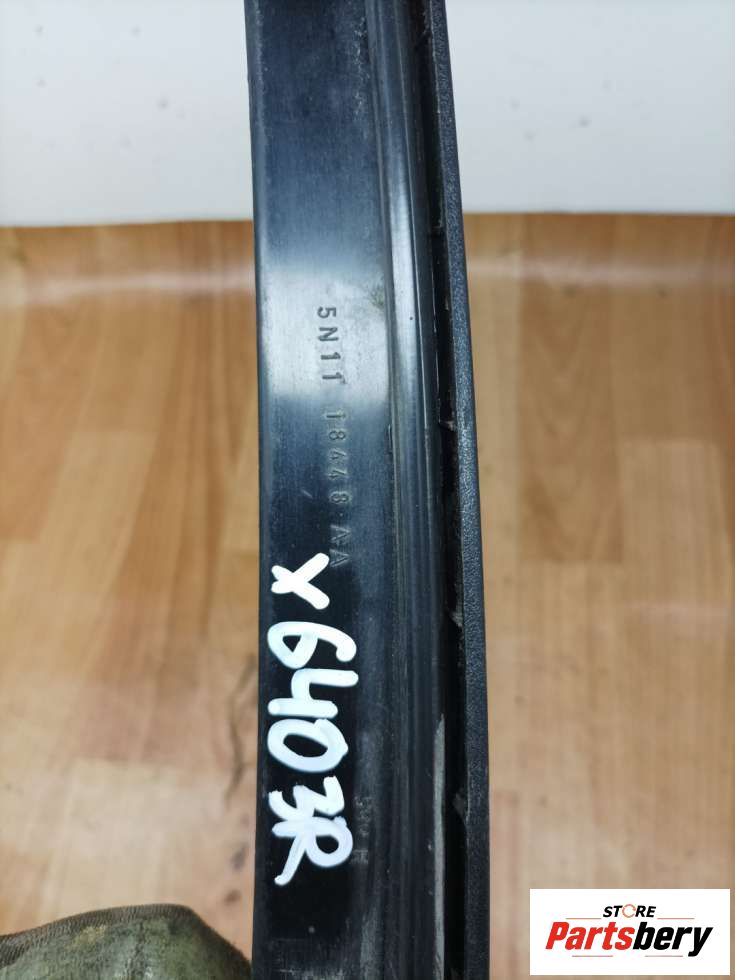 5N11 18448 AA
X6403R
STORE
Partsbery